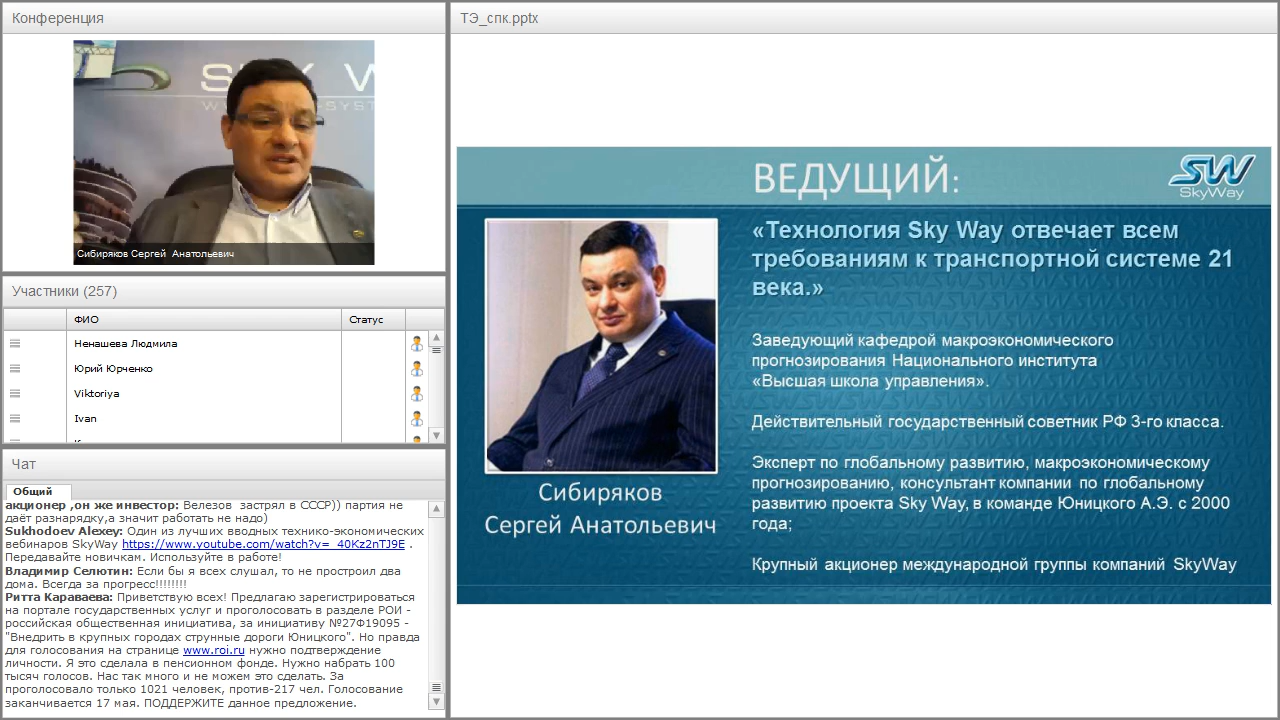 Конференция
SKY W
SYST
Сибиряков Сергей Анатольевич
Участники (257)
ФИО Статус
Ненашева Людмила
Юрий Юрченко
Viktoriya
Ivan
Чат
Общий
акционер ,он же инвестор: Велезов застрял в СССР)) партия не
даёт разнарядку,а значит работать не надо)
Sukhodoev Alexey: Один из лучших вводных технико-экономических
вебинаров SkyWay https://www.youtube.com/watch?v=_40Kz2nTJ9E .
Передавайте новичкам. Используйте в работе!
Владимир Селютин: Если бы я всех слушал, то не простроил два
дома. Всегда за прогресс!!!!!!!!
Ритта Караваева: Приветствую всех! Предлагаю зарегистрироваться
на портале государственных услуг и проголосовать в разделе РОИ -
российская общественная инициатива, за инициативу №27Ф19095 -
"Внедрить в крупных городах струнные дороги Юницкого". Но правда
для голосования на странице www.roi.ru нужно подтверждение
личности. Я это сделала в пенсионном фонде. Нужно набрать 100
тысяч голосов. Нас так много и не можем это сделать. За
проголосовало только 1021 человек, против-217 чел. Голосование
заканчивается 17 мая. ПОДДЕРЖИТЕ данное предложение.
ТЭ_спк.pptx
ВЕДУЩИЙ:
SW
SkyWay
«Технология Sky Way отвечает всем
требованиям к транспортной системе 21
века.»
Заведующий кафедрой макроэкономического
прогнозирования Национального института
«Высшая школа управления».
Действительный государственный советник РФ 3-го класса.
Эксперт по глобальному развитию, макроэкономическому
прогнозированию, консультант компании по глобальному
развитию проекта Sky Way, в команде Юницкого А.Э. с 2000
года;
Крупный акционер международной группы компаний SkyWay
Сибиряков
Сергей Анатольевич